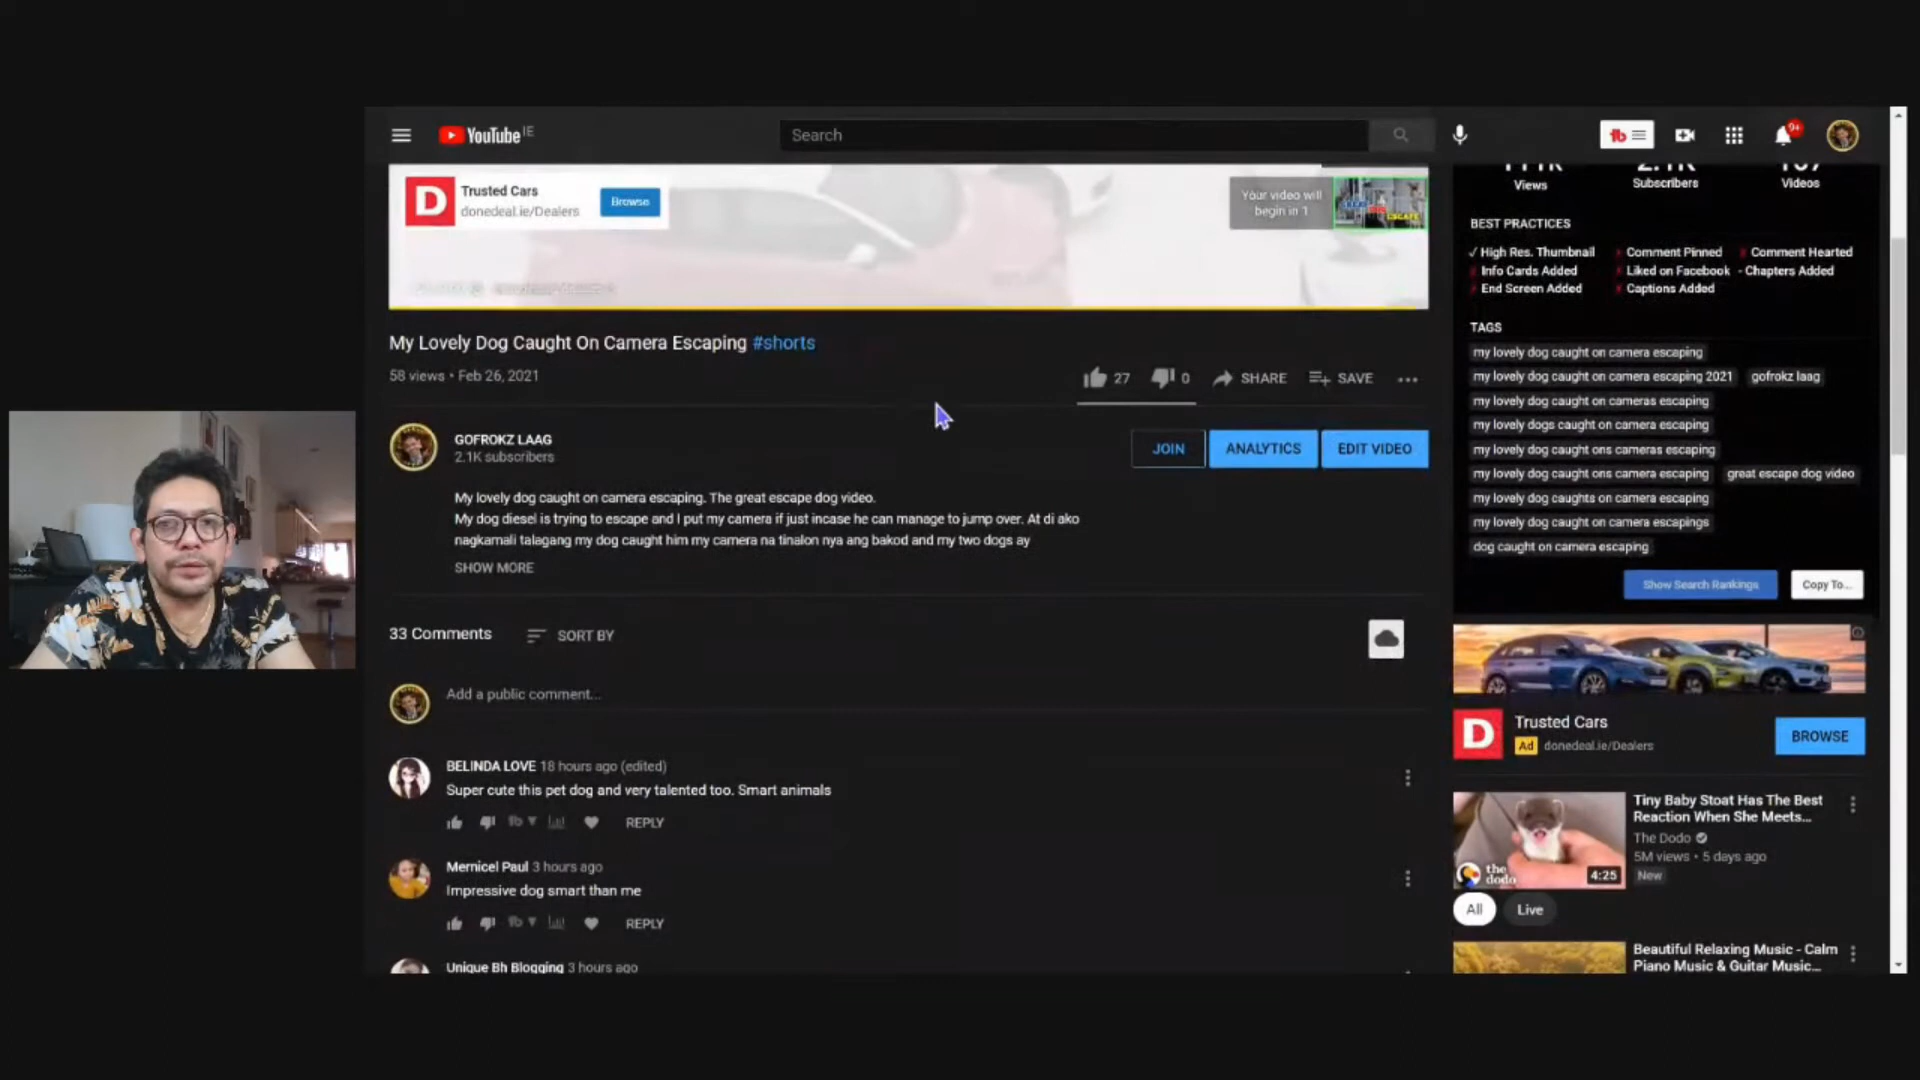 YouTube IE
Search
9+
Trusted Cars
donedeal.ie/Dealers
Browse
Your video will
begin in 1
ESCAPE
My Lovely Dog Caught On Camera Escaping #shorts
58 views • Feb 26, 2021
27
0
SHARE
SAVE
GOFROKZ LAAG
2.1K subscribers
JOIN
ANALYTICS
EDIT VIDEO
My lovely dog caught on camera escaping. The great escape dog video.
My dog diesel is trying to escape and I put my camera if just incase he can manage to jump over. At di ako
nagkamali talagang my dog caught him my camera na tinalon nya ang bakod and my two dogs ay
SHOW MORE
33 Comments
SORT BY
Add a public comment...
BELINDA LOVE 18 hours ago (edited)
Super cute this pet dog and very talented too. Smart animals
REPLY
Mernicel Paul 3 hours ago
Impressive dog smart than me
REPLY
Unique Bh Blogging 3 hours ago
Views
Subscribers
Videos
BEST PRACTICES
✓ High Res. Thumbnail
Comment Pinned
Comment Hearted
Info Cards Added
Liked on Facebook
- Chapters Added
End Screen Added
Captions Added
TAGS
my lovely dog caught on camera escaping
my lovely dog caught on camera escaping 2021
gofrokz laag
my lovely dog caught on cameras escaping
my lovely dogs caught on camera escaping
my lovely dog caught ons cameras escaping
my lovely dog caught ons camera escaping
great escape dog video
my lovely dog caughts on camera escaping
my lovely dog caught on camera escapings
dog caught on camera escaping
Show Search Rankings
Copy To...
D
Trusted Cars
Ad donedeal.ie/Dealers
BROWSE
Tiny Baby Stoat Has The Best
Reaction When She Meets...
The Dodo
5M views • 5 days ago
New
the dodo
4:25
All
Live
Beautiful Relaxing Music - Calm
Piano Music & Guitar Music...